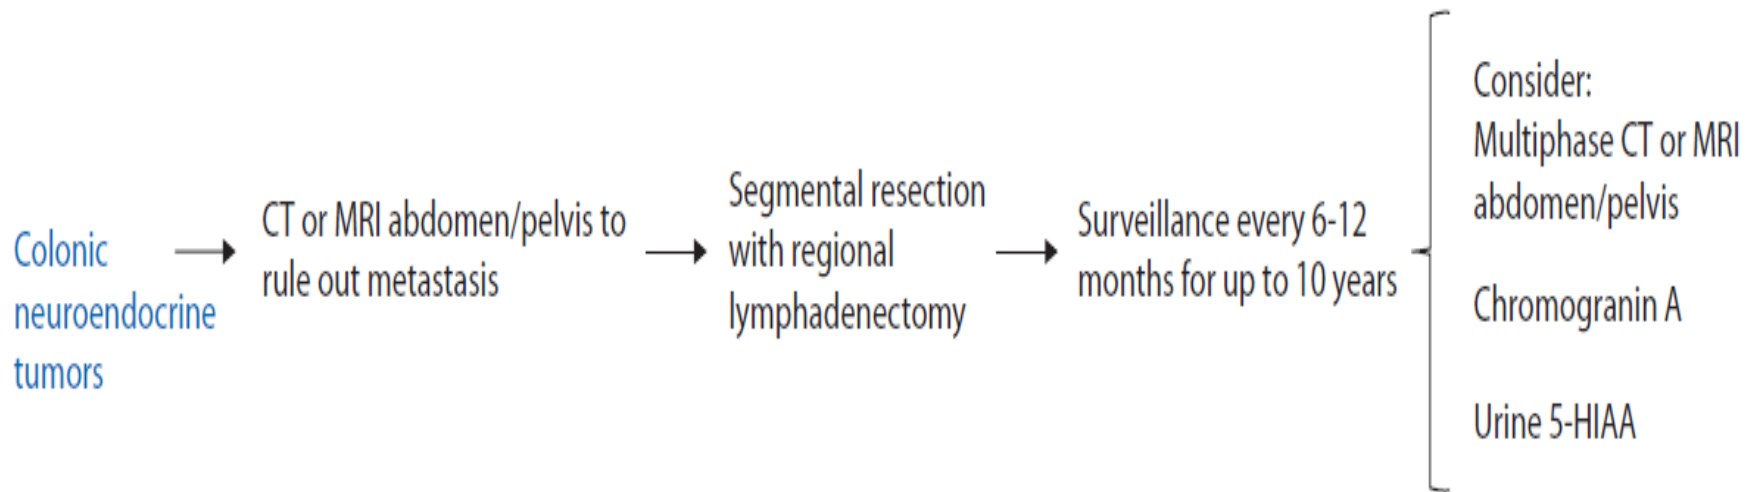 Colonic
neuroendocrine
tumors
CT or MRI abdomen/pelvis to
rule out metastasis
Segmental resection
with regional
lymphadenectomy
Surveillance every 6-12
months for up to 10 years
Consider:
Multiphase CT or MRI
abdomen/pelvis
Chromogranin A
Urine 5-HIAA